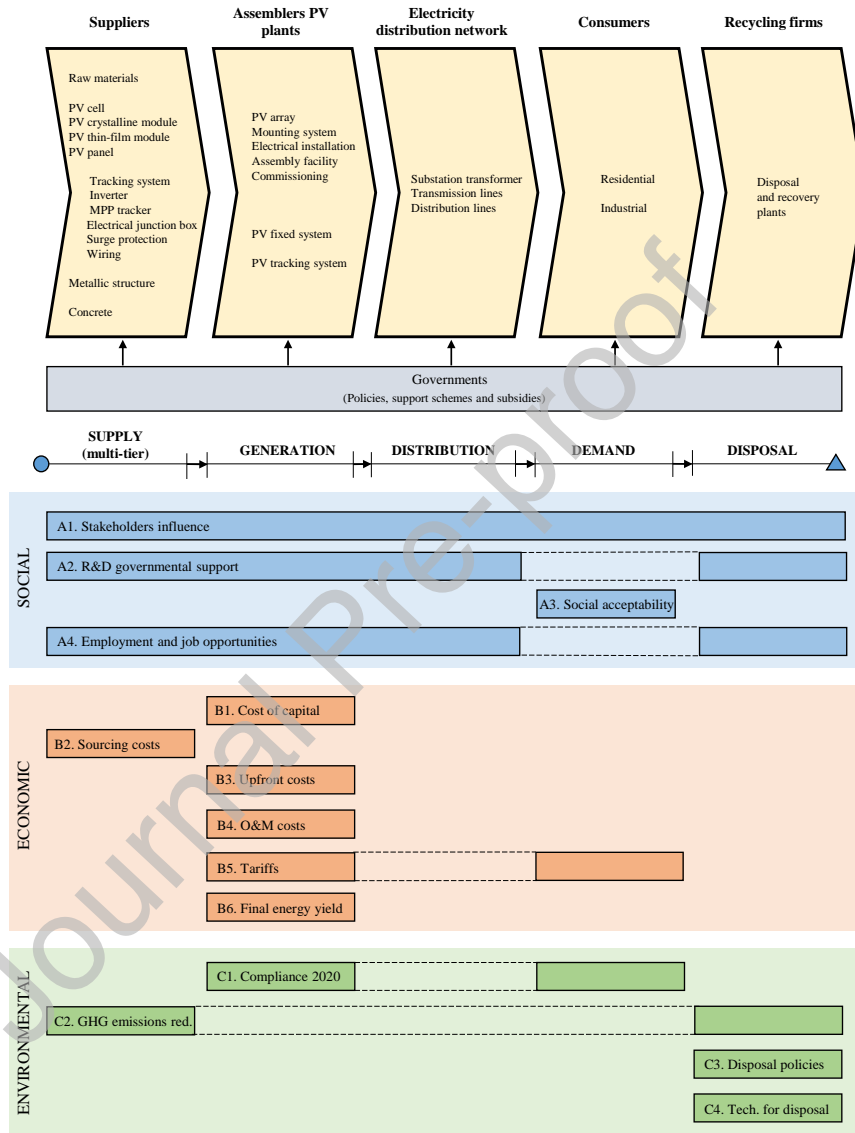 Suppliers
Assemblers PV
plants
Electricity
distribution network
Consumers
Recycling firms
Raw materials
PV cell
PV crystalline module
PV thin-film module
PV panel
Tracking system
Inverter
MPP tracker
Electrical junction box
Surge protection
Wiring
Metallic structure
Concrete
PV array
Mounting system
Electrical installation
Assembly facility
Commissioning
PV fixed system
PV tracking system
Substation transformer
Transmission lines
Distribution lines
Residential
Industrial
Disposal
and recovery
plants
Governments
(Policies, support schemes and subsidies)
SUPPLY
(multi-tier)
GENERATION
DISTRIBUTION
DEMAND
DISPOSAL
SOCIAL
A1. Stakeholders influence
A2. R&D governmental support
A3. Social acceptability
A4. Employment and job opportunities
ECONOMIC
B1. Cost of capital
B2. Sourcing costs
B3. Upfront costs
B4. O&M costs
B5. Tariffs
B6. Final energy yield
ENVIRONMENTAL
C1. Compliance 2020
C2. GHG emissions red.
C3. Disposal policies
C4. Tech. for disposal
Journal Pre-proof